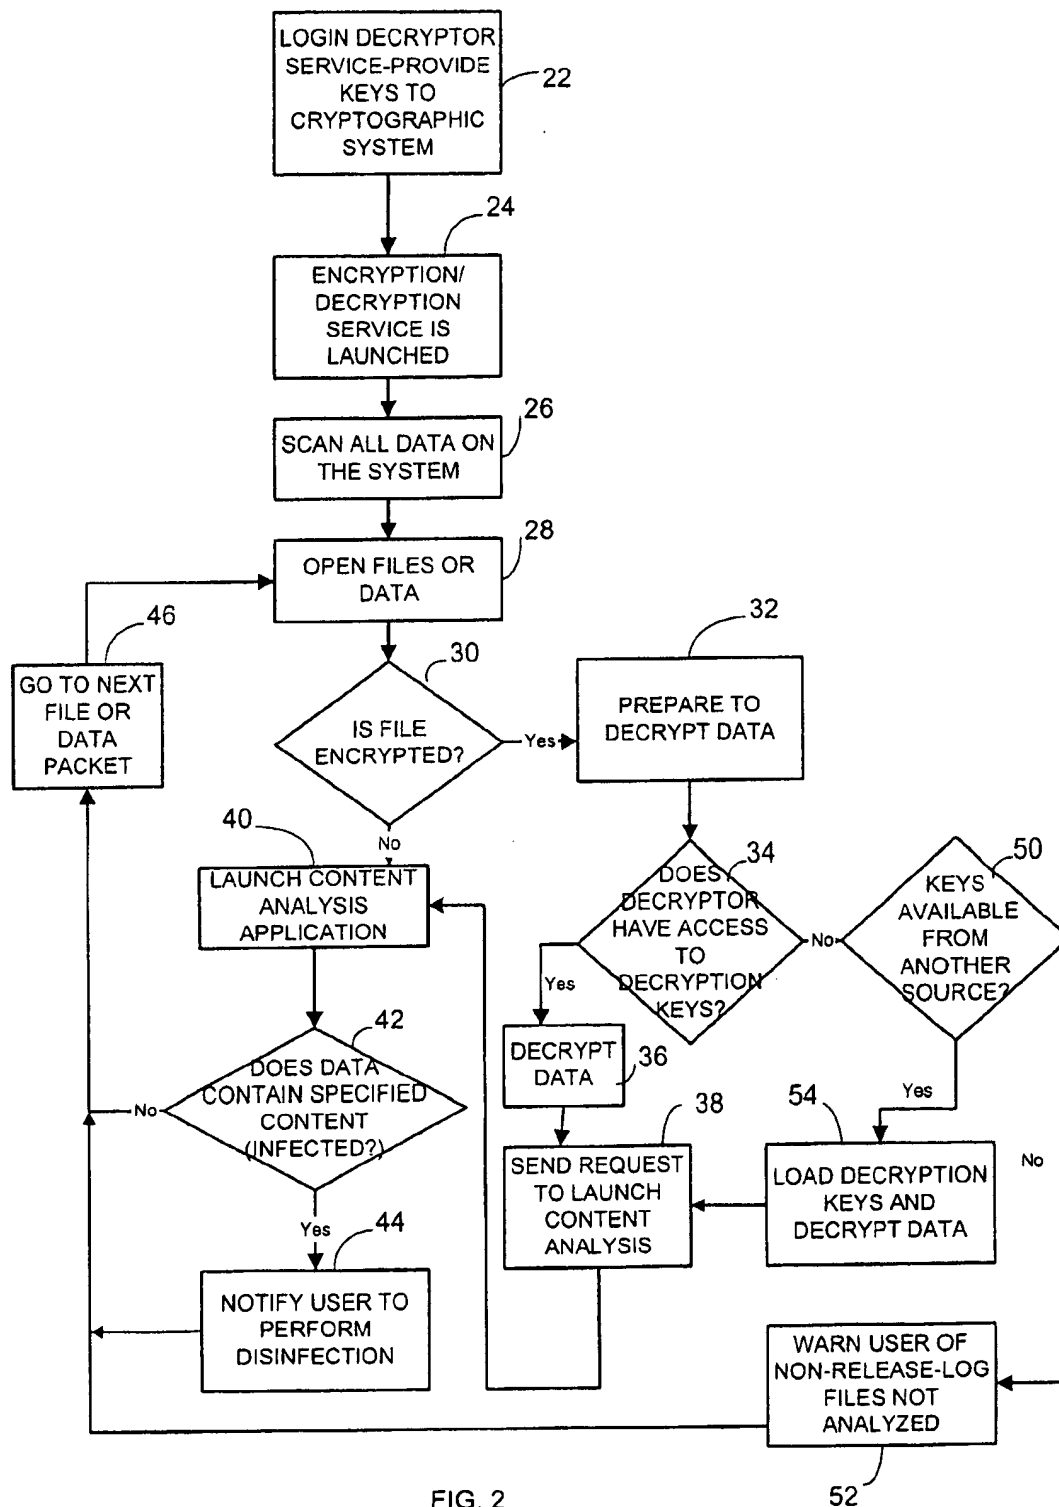 LOGIN DECRYPTOR
SERVICE-PROVIDE
KEYS TO
CRYPTOGRAPHIC
SYSTEM
22
24
ENCRYPTION/
DECRYPTION
SERVICE IS
LAUNCHED
26
SCAN ALL DATA ON
THE SYSTEM
28
OPEN FILES OR
DATA
46
GO TO NEXT
FILE OR
DATA
PACKET
30
IS FILE
ENCRYPTED?
Yes
No
32
PREPARE TO
DECRYPT DATA
34
DOES
DECRYPTOR
HAVE ACCESS
TO
DECRYPTION
KEYS?
No
Yes
50
KEYS
AVAILABLE
FROM
ANOTHER
SOURCE?
Yes
No
40
LAUNCH CONTENT
ANALYSIS
APPLICATION
36
DECRYPT
DATA
42
DOES DATA
CONTAIN SPECIFIED
CONTENT
(INFECTED?)
No
Yes
38
SEND REQUEST
TO LAUNCH
CONTENT
ANALYSIS
54
LOAD DECRYPTION
KEYS AND
DECRYPT DATA
44
NOTIFY USER TO
PERFORM
DISINFECTION
WARN USER OF
NON-RELEASE-LOG
FILES NOT
ANALYZED
52
FIG. 2